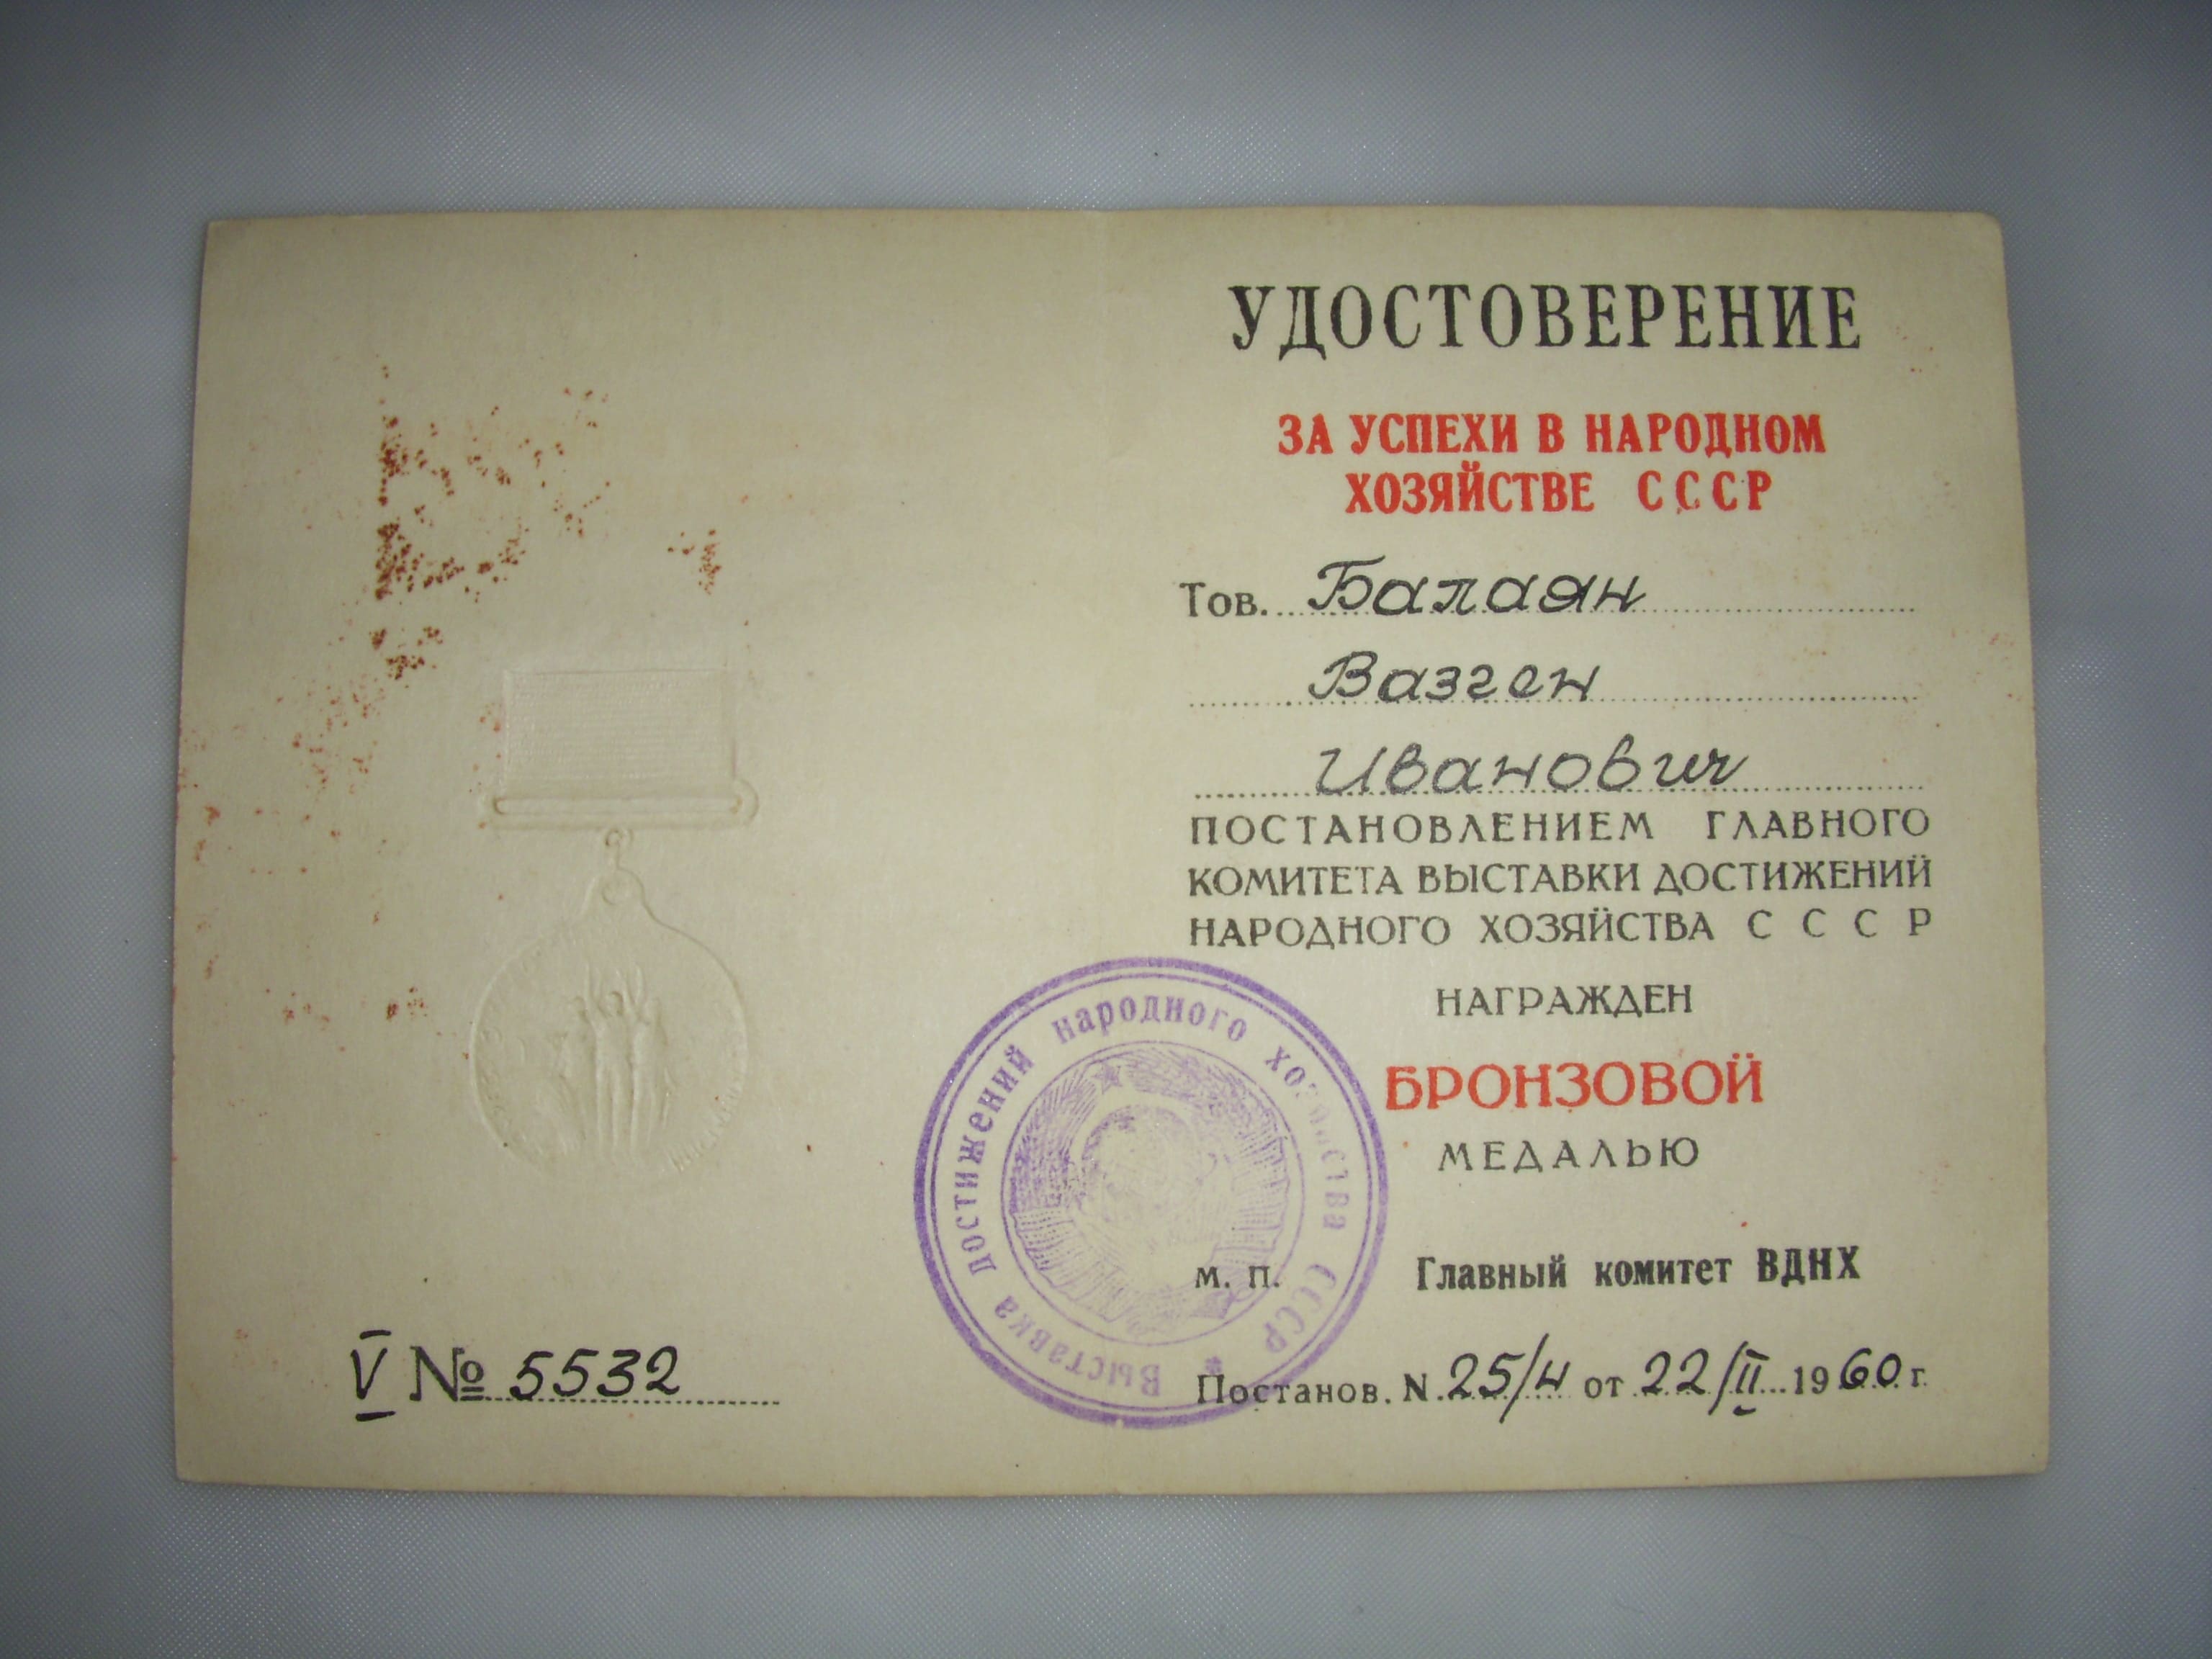 V № 5532
УДОСТОВЕРЕНИЕ
ЗА УСПЕХИ В НАРОДНОМ
ХОЗЯЙСТВЕ СССР
Тов. Балаян
Вазген
Иванович
ПОСТАНОВЛЕНИЕМ ГЛАВНОГО
КОМИТЕТА ВЫСТАВКИ ДОСТИЖЕНИЙ
НАРОДНОГО ХОЗЯЙСТВА СССР
НАГРАЖДЕН
БРОНЗОВОЙ
МЕДАЛЬЮ
М. П.
Главный комитет ВДНХ
Постанов. N 25/4 от 22/II 1960 г.
Выставка достижений народного хозяйства СССР *